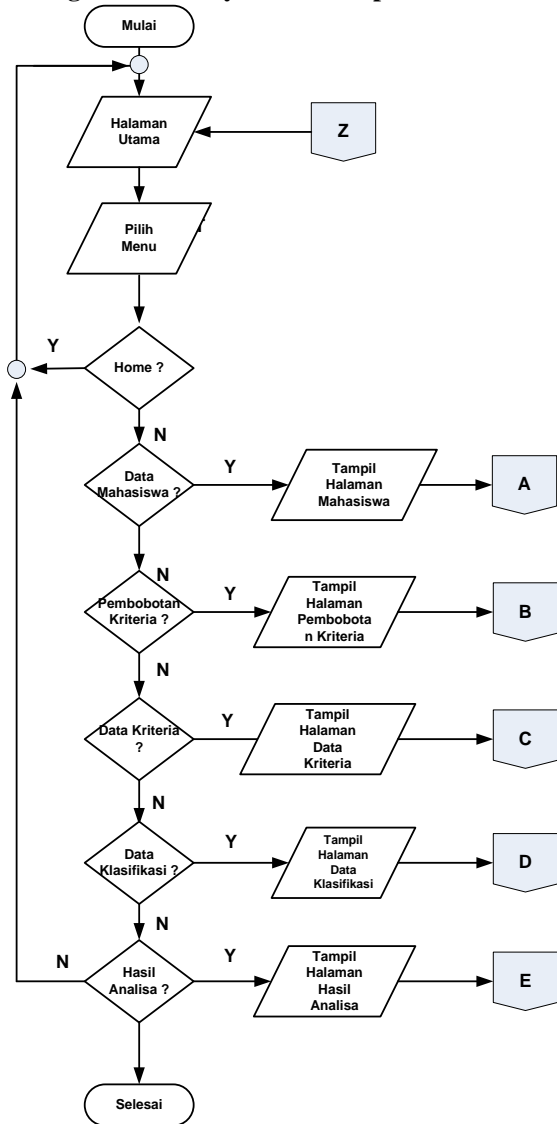 Mulai
Halaman
Utama
Z
Pilih
Menu
Y
Home ?
N
Data
Mahasiswa ?
Y
Tampil
Halaman
Mahasiswa
A
N
Pembobotan
Kriteria ?
Y
Tampil
Halaman
Pembobota
n Kriteria
B
N
Data Kriteria
?
Y
Tampil
Halaman
Data
Kriteria
C
N
Data
Klasifikasi ?
Y
Tampil
Halaman
Data
Klasifikasi
D
N
N
Hasil
Analisa ?
Y
Tampil
Halaman
Hasil
Analisa
E
Selesai